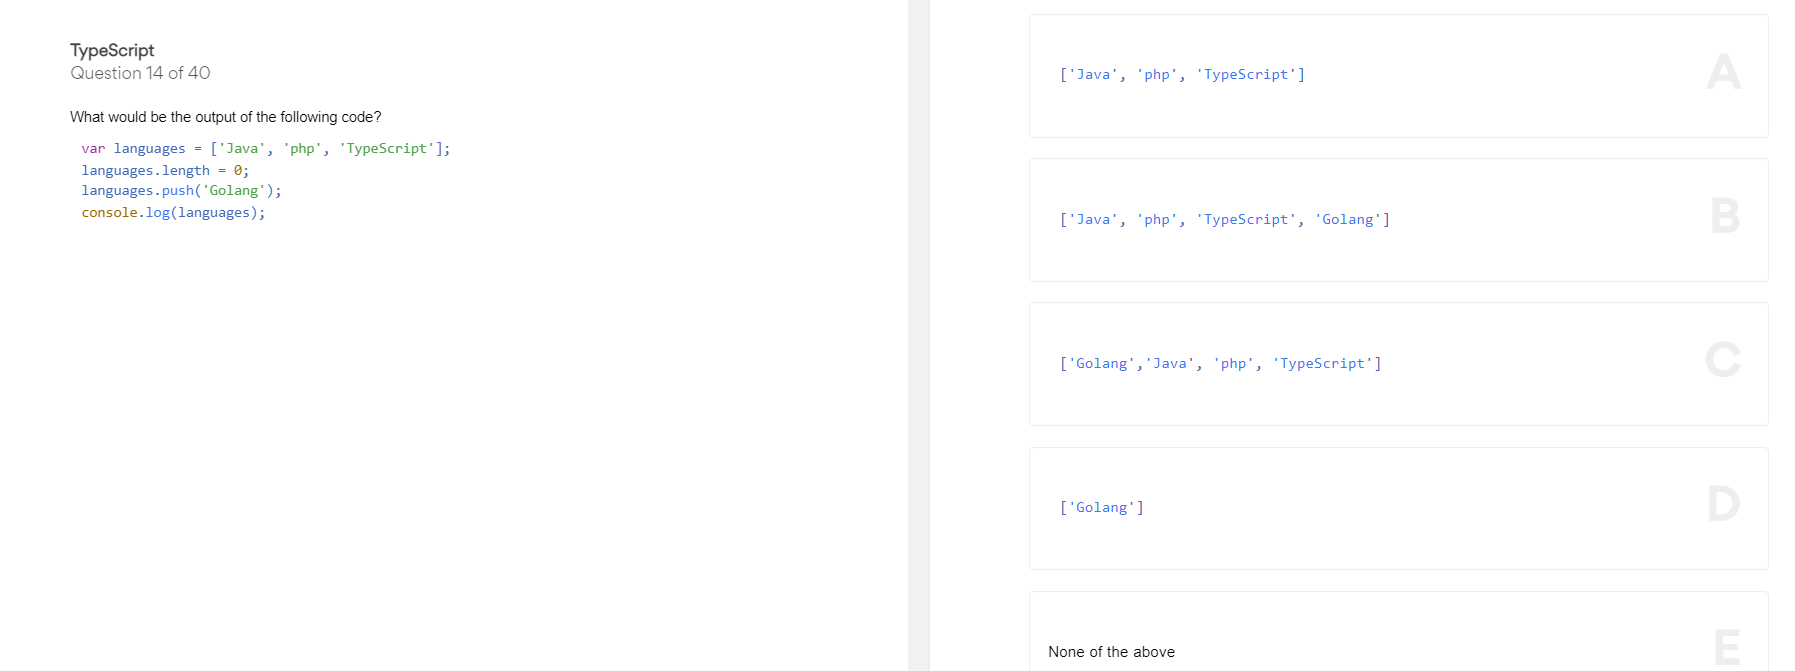 TypeScript
Question 14 of 40
What would be the output of the following code?
var languages = ['Java', 'php', 'TypeScript'];
languages.length = 0;
languages.push('Golang');
console.log(languages);
['Java', 'php', 'TypeScript']
A
['Java', 'php', 'TypeScript', 'Golang']
B
['Golang','Java', 'php', 'TypeScript']
C
['Golang']
D
None of the above
E